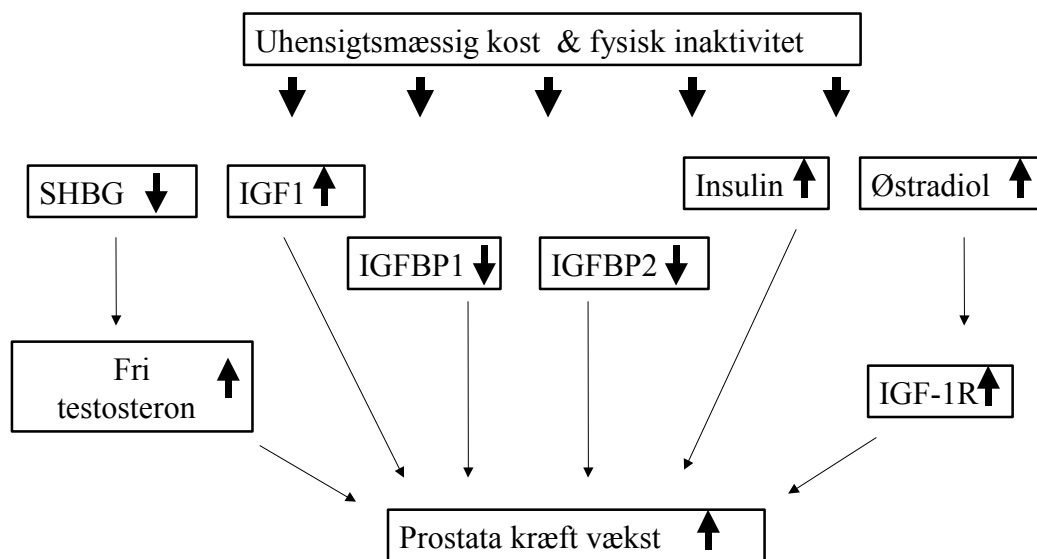 Uhensigtsmæssig kost & fysisk inaktivitet
SHBG
IGF1
Insulin
Østradiol
IGFBP1
IGFBP2
Fri
testosteron
IGF-1R
Prostata kræft vækst